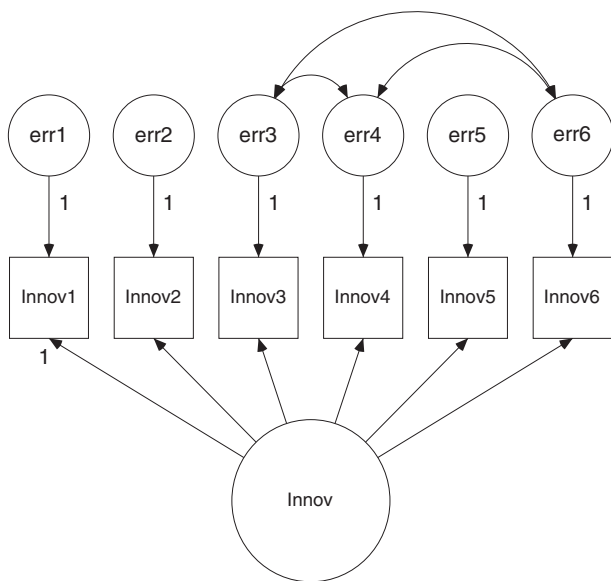 err1 err2 err3 err4 err5 err6
1 1 1 1 1 1
Innov1 Innov2 Innov3 Innov4 Innov5 Innov6
1
Innov